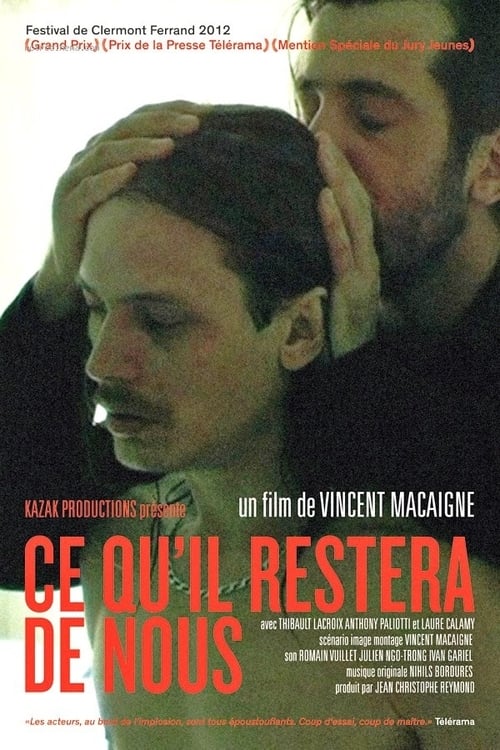 Festival de Clermont Ferrand 2012
(Grand Prix) (Prix de la Presse Télérama) (Mention Spéciale du Jury Jeunes)
KAZAK PRODUCTIONS présente
un film de VINCENT MACAIGNE
CE QU'IL RESTERA
DE NOUS
avec THIBAULT LACROIX ANTHONY PALIOTTI et LAURE CALAMY
scénario image montage VINCENT MACAIGNE
son ROMAIN VUILLET JULIEN NGO-TRONG IVAN GARIEL
musique originale NIHILS BORDURES
produit par JEAN CHRISTOPHE REYMOND
«Les acteurs, au bord de l'implosion, sont tous époustouflants. Coup d'essai, coup de maître.» Télérama